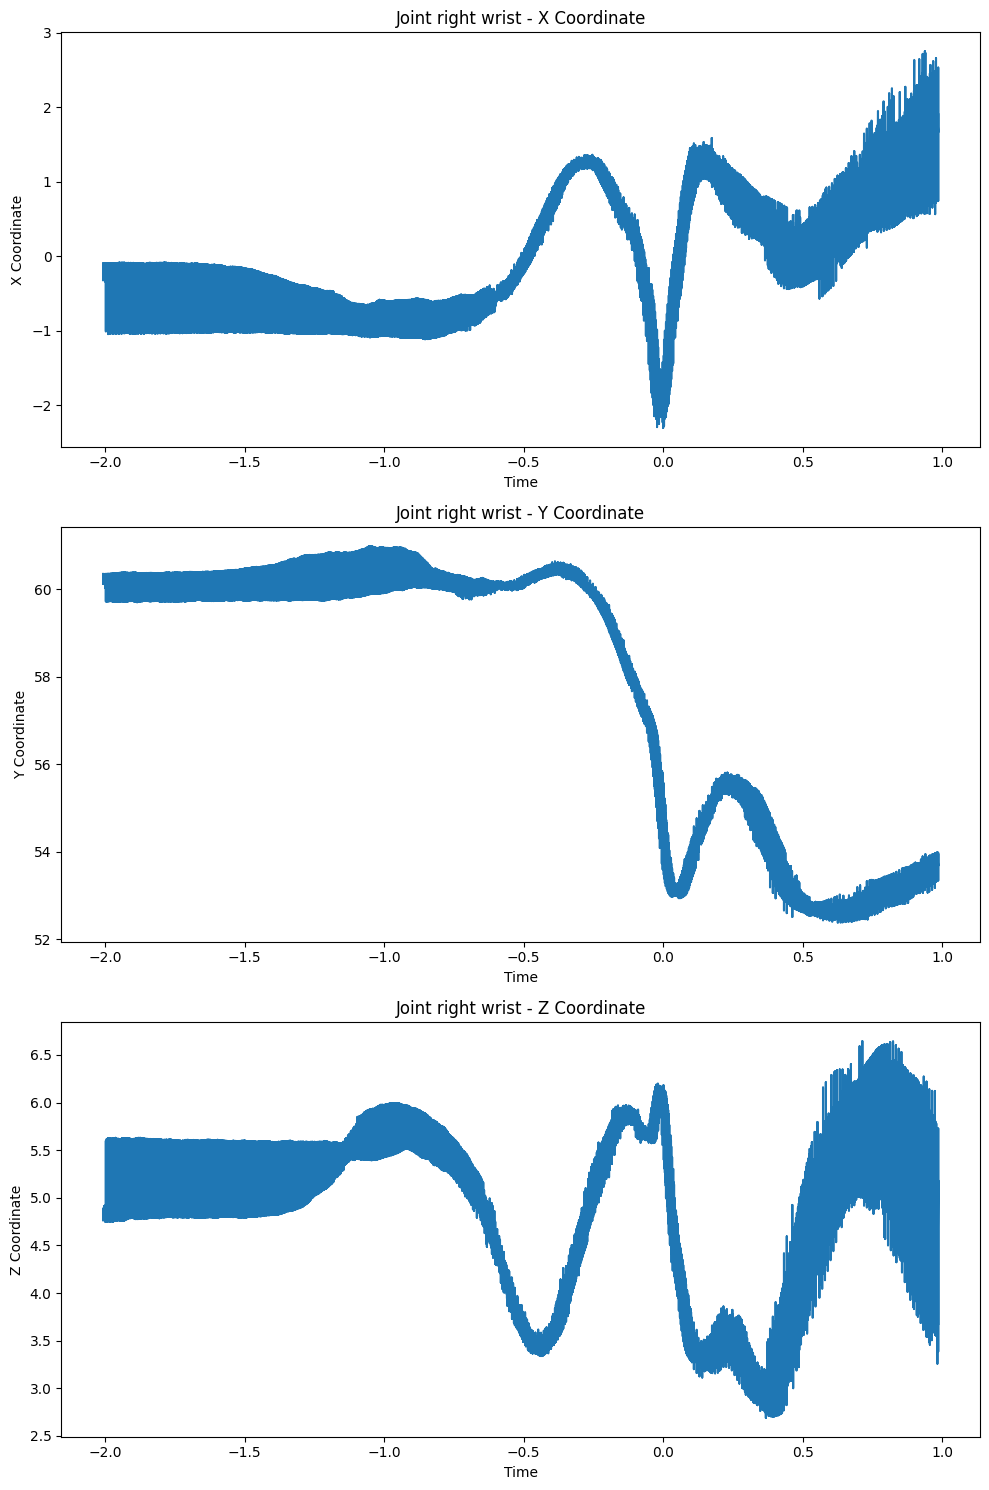 Joint right wrist - X Coordinate
3
2
1
0
−1
−2
X Coordinate
−2.0 −1.5 −1.0 −0.5 0.0 0.5 1.0
Time
Joint right wrist - Y Coordinate
60
58
56
54
52
Y Coordinate
−2.0 −1.5 −1.0 −0.5 0.0 0.5 1.0
Time
Joint right wrist - Z Coordinate
6.5
6.0
5.5
5.0
4.5
4.0
3.5
3.0
2.5
Z Coordinate
−2.0 −1.5 −1.0 −0.5 0.0 0.5 1.0
Time